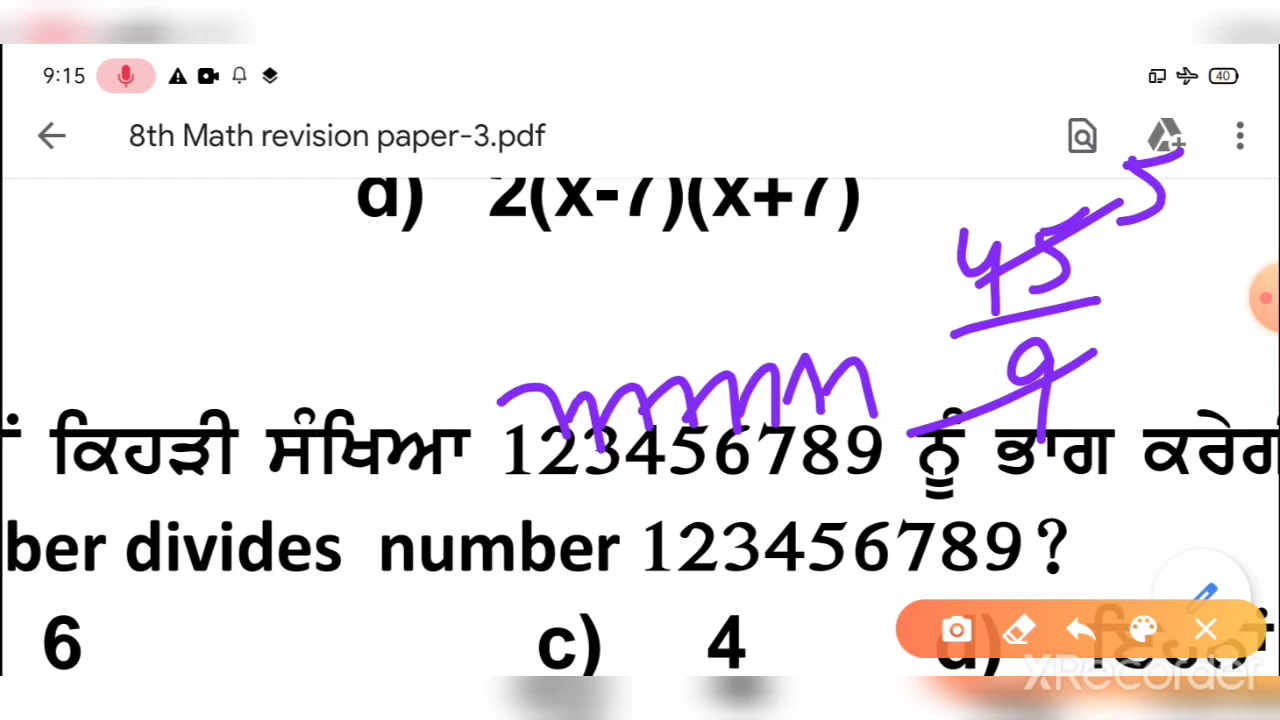 9:15
40
8th Math revision paper-3.pdf
d) 2(x-7)(x+7)
5
45
9
ਕਿਹੜੀ ਸੰਖਿਆ 123456789 ਨੂੰ ਭਾਗ
ber divides number 123456789?
6 c) 4 d)
XRecorder